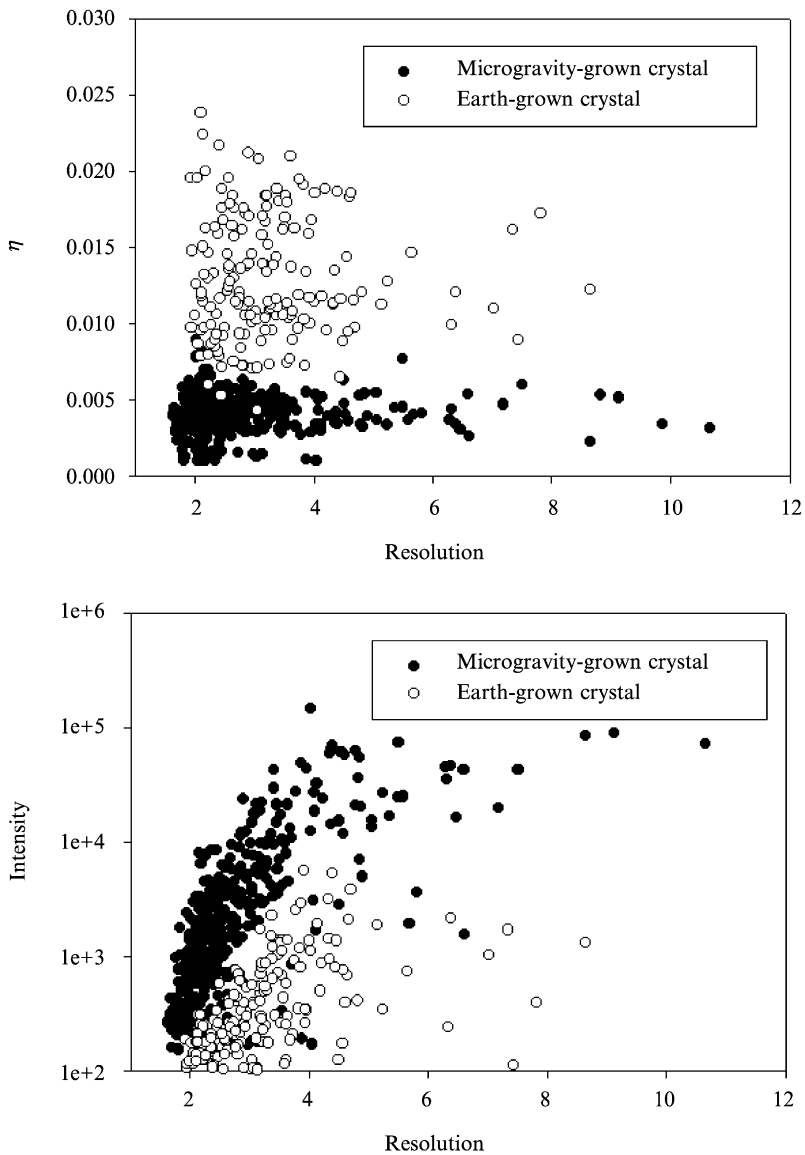 0.030
0.025
0.020
0.015
0.010
0.005
0.000
η
Microgravity-grown crystal
Earth-grown crystal
2 4 6 8 10 12
Resolution
1e+6
1e+5
1e+4
1e+3
1e+2
Intensity
Microgravity-grown crystal
Earth-grown crystal
2 4 6 8 10 12
Resolution